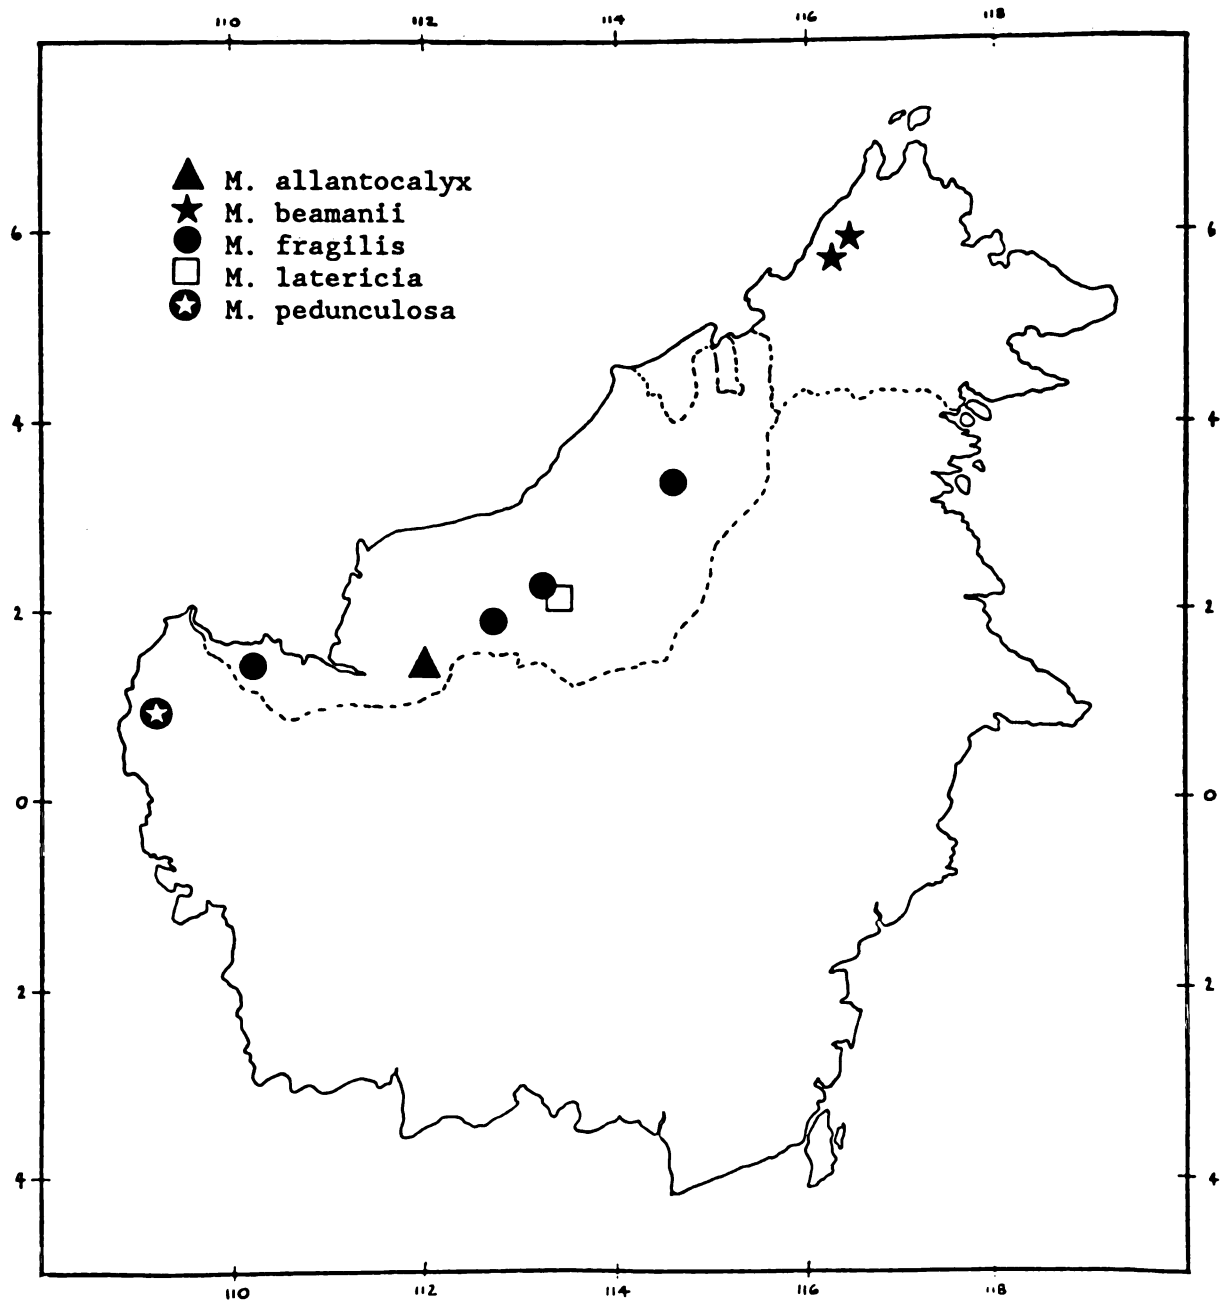 110 112 114 116 118
M. allantocalyx
M. beamanii
M. fragilis
M. latericia
M. pedunculosa
6 6
4 4
2 2
0 0
2 2
4 4
110 112 114 116 118